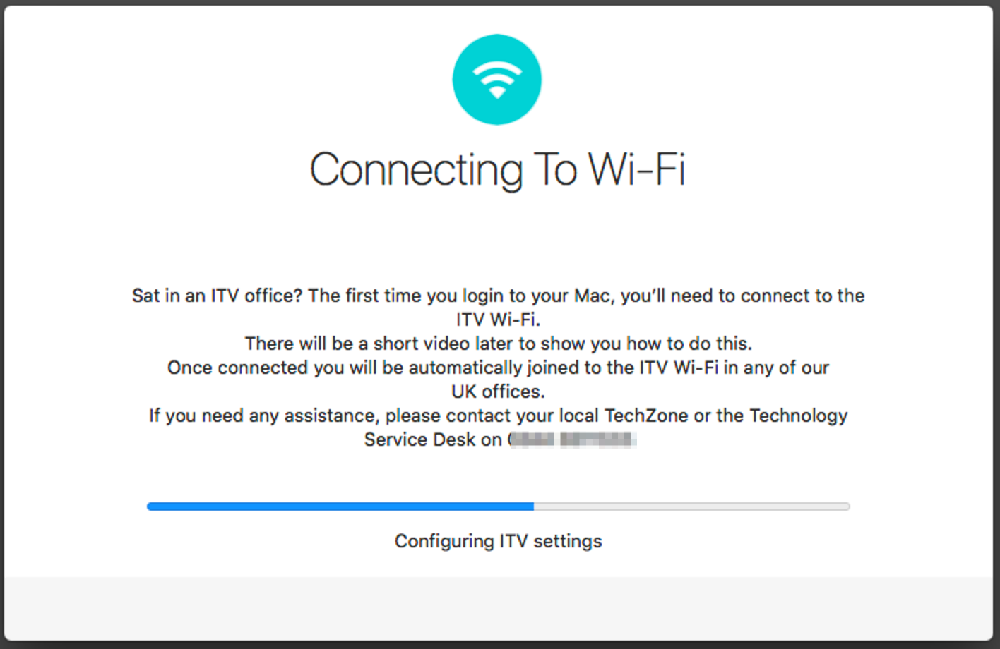 Connecting To Wi-Fi
Sat in an ITV office? The first time you login to your Mac, you’ll need to connect to the
ITV Wi-Fi.
There will be a short video later to show you how to do this.
Once connected you will be automatically joined to the ITV Wi-Fi in any of our
UK offices.
If you need any assistance, please contact your local TechZone or the Technology
Service Desk on
Configuring ITV settings